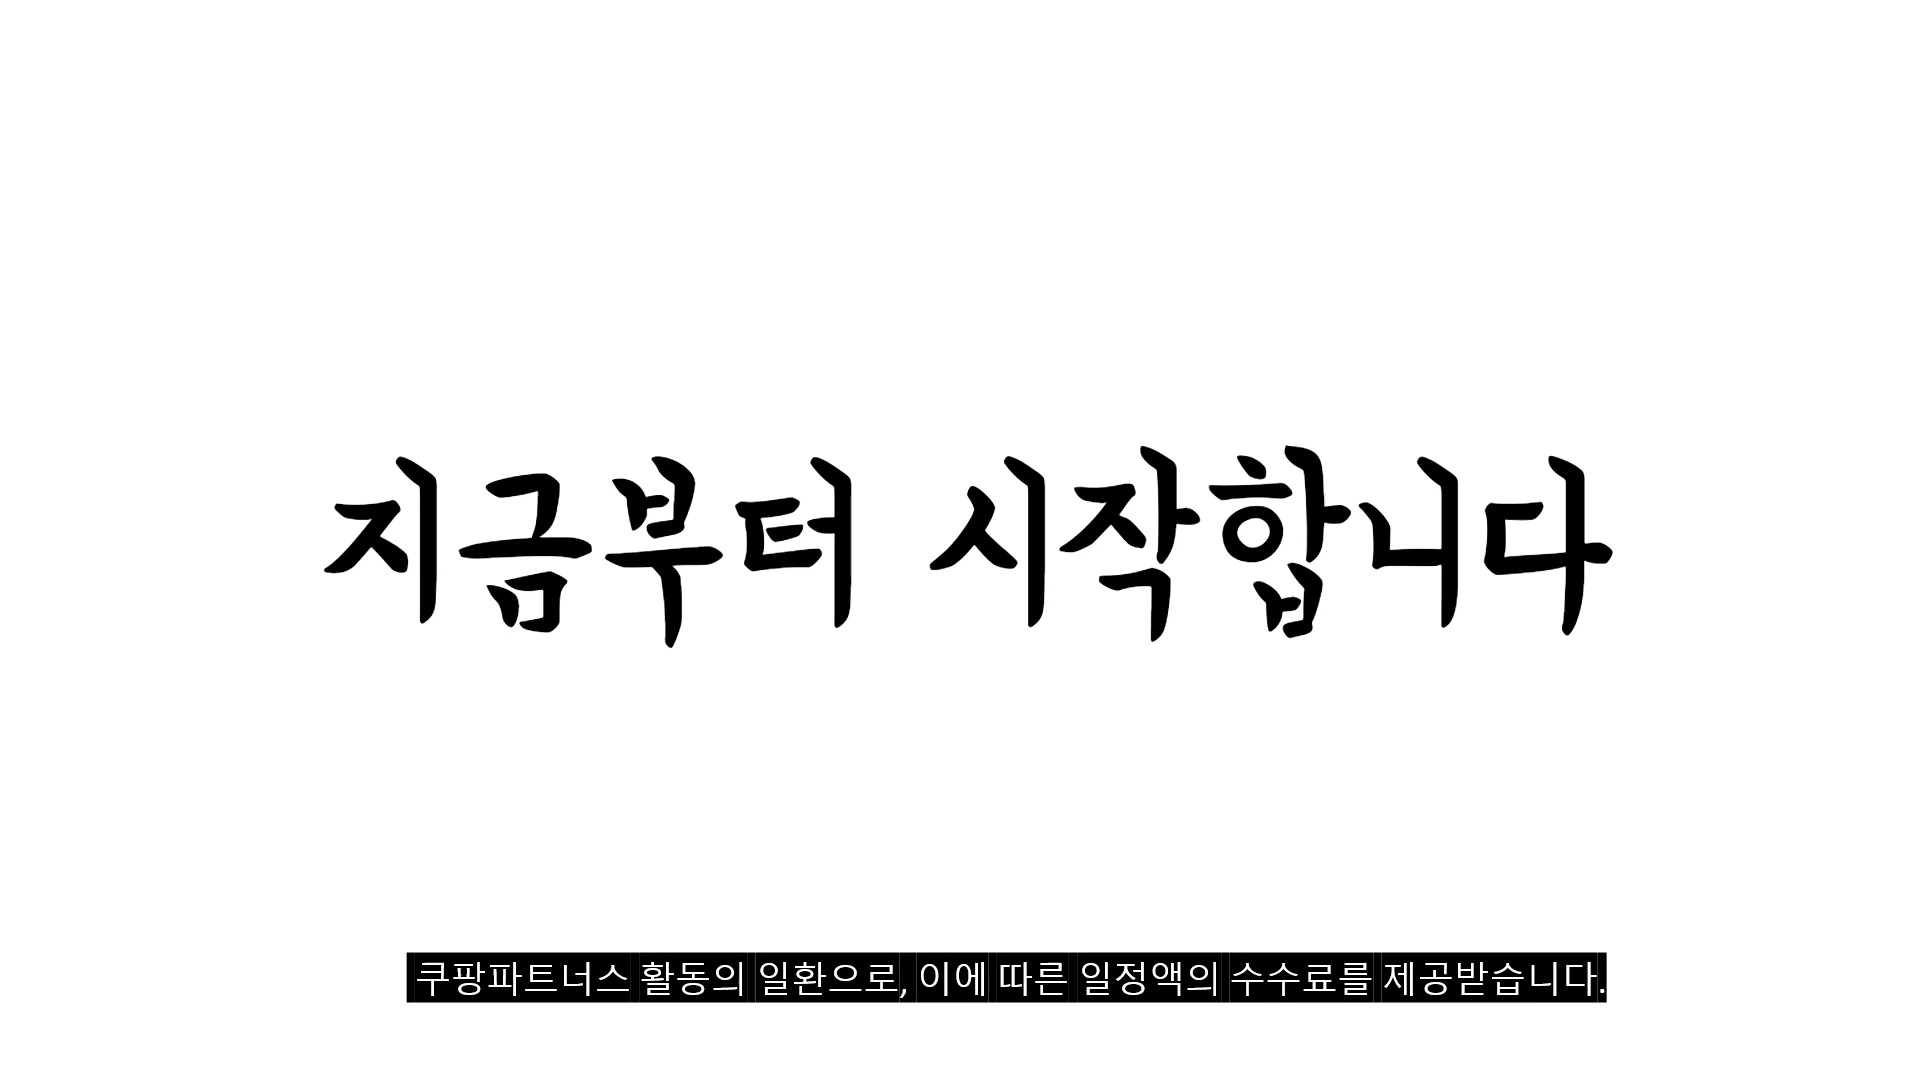 지금부터 시작합니다
쿠팡파트너스 활동의 일환으로, 이에 따른 일정액의 수수료를 제공받습니다.